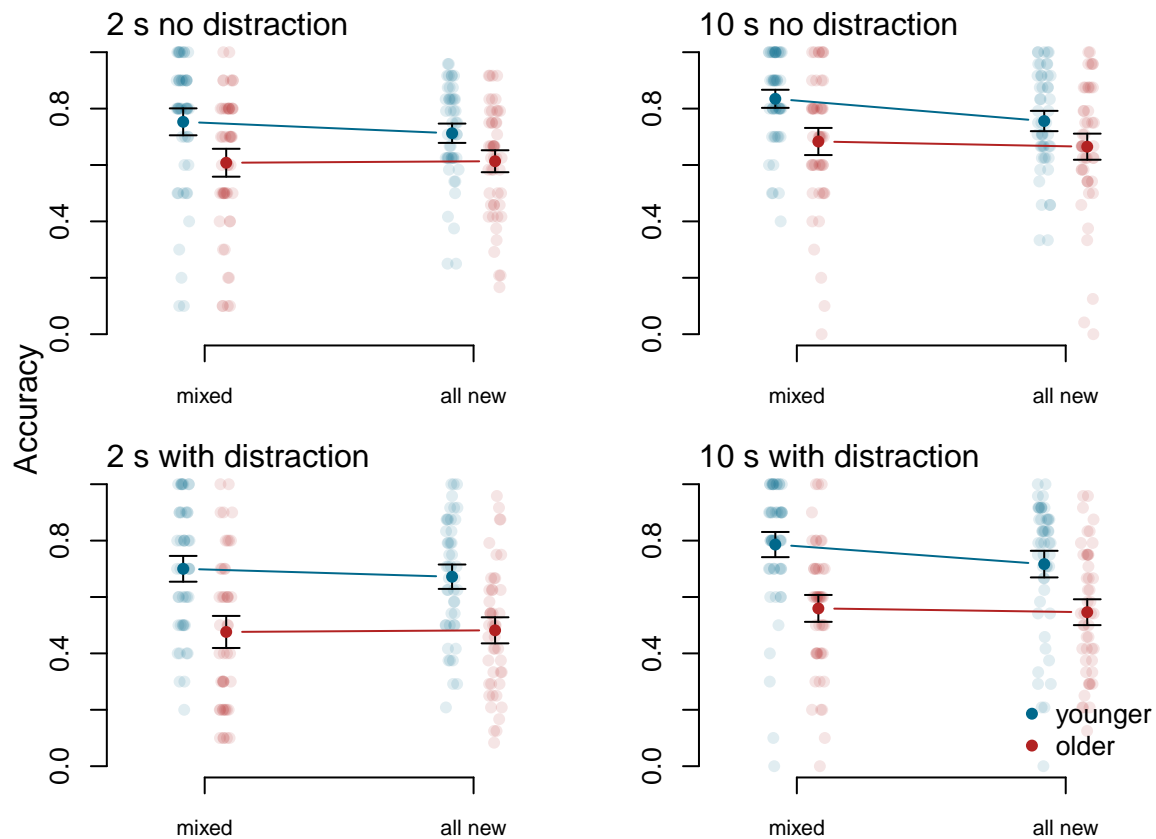 2 s no distraction
0.8
0.4
0.0
mixed
all new
10 s no distraction
0.8
0.4
0.0
mixed
all new
Accuracy
2 s with distraction
0.8
0.4
0.0
mixed
all new
10 s with distraction
0.8
0.4
0.0
younger
older
mixed
all new